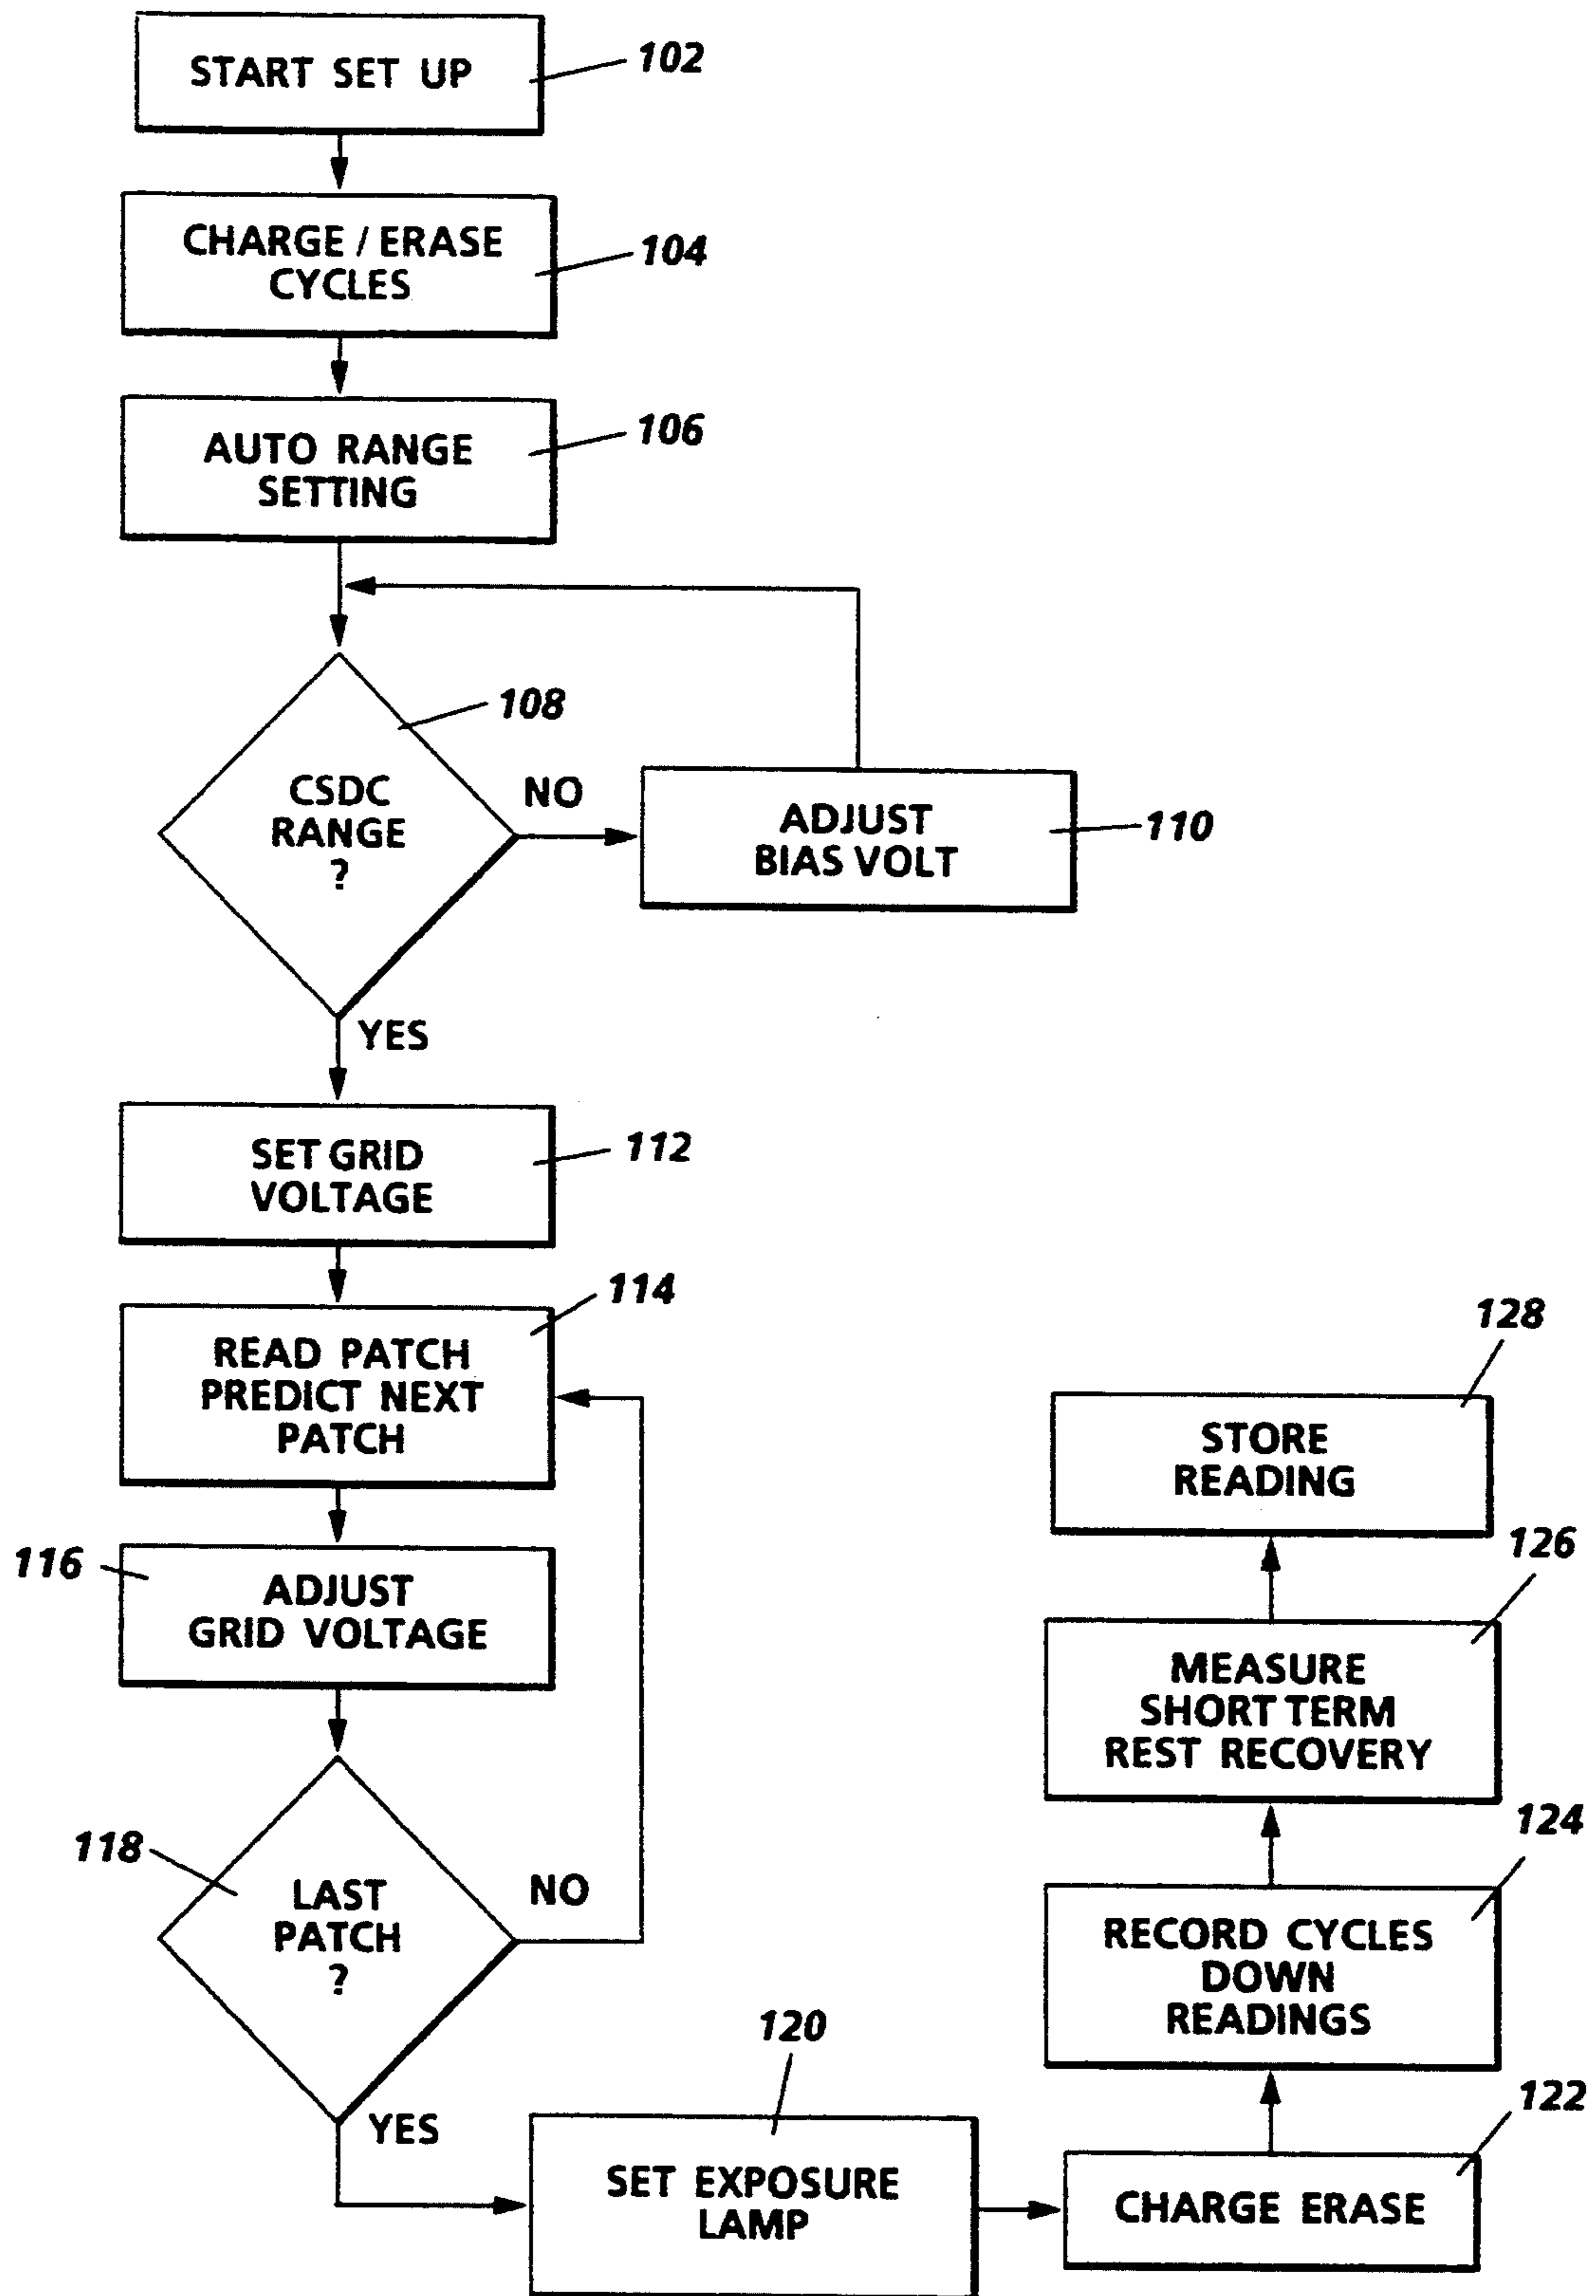 START SET UP
102
CHARGE / ERASE
CYCLES
104
AUTO RANGE
SETTING
106
108
CSDC
RANGE
?
NO
ADJUST
BIAS VOLT
110
YES
SET GRID
VOLTAGE
112
114
READ PATCH
PREDICT NEXT
PATCH
116
ADJUST
GRID VOLTAGE
118
LAST
PATCH
?
NO
YES
120
SET EXPOSURE
LAMP
122
CHARGE ERASE
124
RECORD CYCLES
DOWN
READINGS
126
MEASURE
SHORT TERM
REST RECOVERY
128
STORE
READING